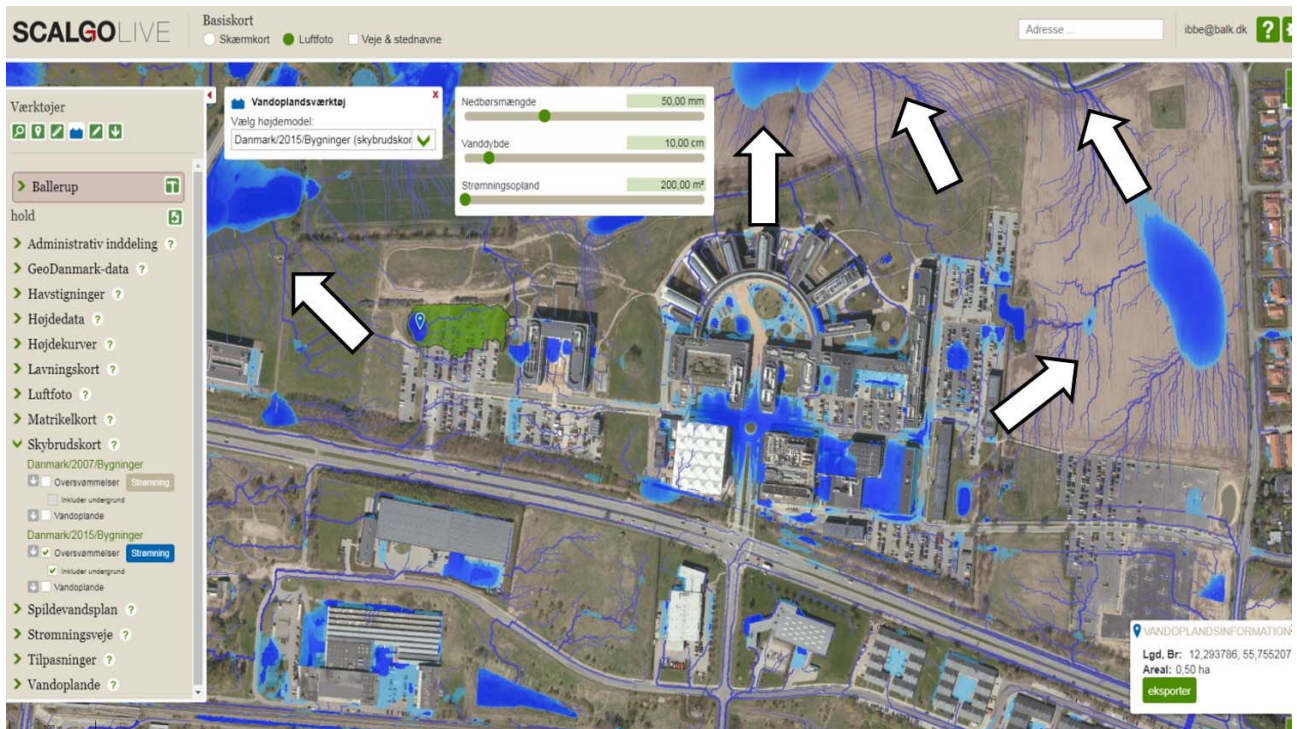 SCALGOLIVE
Basiskort
Skærmkort Luftfoto Veje & stednavne
Adresse ...
ibbe@balk.dk
?
Værktøjer
Vandoplandsværktøj x
Vælg højdemodel:
Danmark/2015/Bygninger (skybrudskor
Nedbørsmængde 50,00 mm
Vanddybde 10,00 cm
Strømningsopland 200,00 m²
Ballerup
hold
Administrativ inddeling ?
GeoDanmark-data ?
Havstigninger ?
Højdedata ?
Højdekurver ?
Lavningskort ?
Luftfoto ?
Matrikelkort ?
Skybrudskort ?
Danmark/2007/Bygninger
Oversvømmelser Strømning
Inkluder undergrund
Vandoplande
Danmark/2015/Bygninger
Oversvømmelser Strømning
Inkluder undergrund
Vandoplande
Spildevandsplan ?
Strømningsveje ?
Tilpasninger ?
Vandoplande ?
VANDOPLANDSINFORMATION
Lgd, Br: 12,293786, 55,755207
Areal: 0,50 ha
eksporter